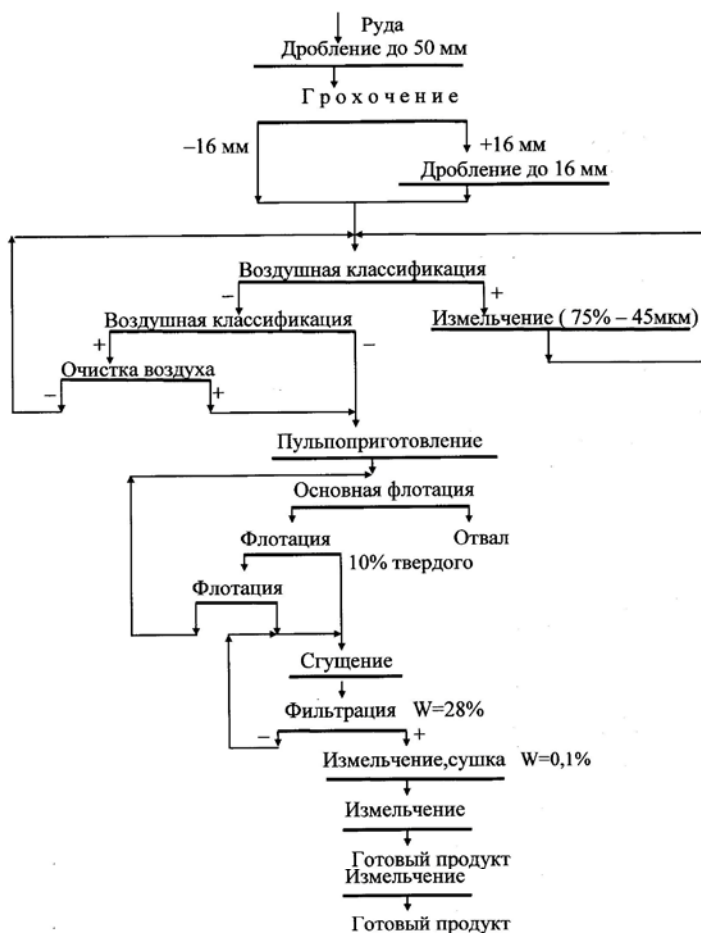 Руда
Дробление до 50 мм
Грохочение
–16 мм
+16 мм
Дробление до 16 мм
Воздушная классификация
– +
Воздушная классификация
Измельчение ( 75% – 45мкм)
+ –
Очистка воздуха
– +
Пульпоприготовление
Основная флотация
Флотация
Отвал
10% твердого
Флотация
Сгущение
Фильтрация W=28%
– +
Измельчение,сушка W=0,1%
Измельчение
Готовый продукт
Измельчение
Готовый продукт